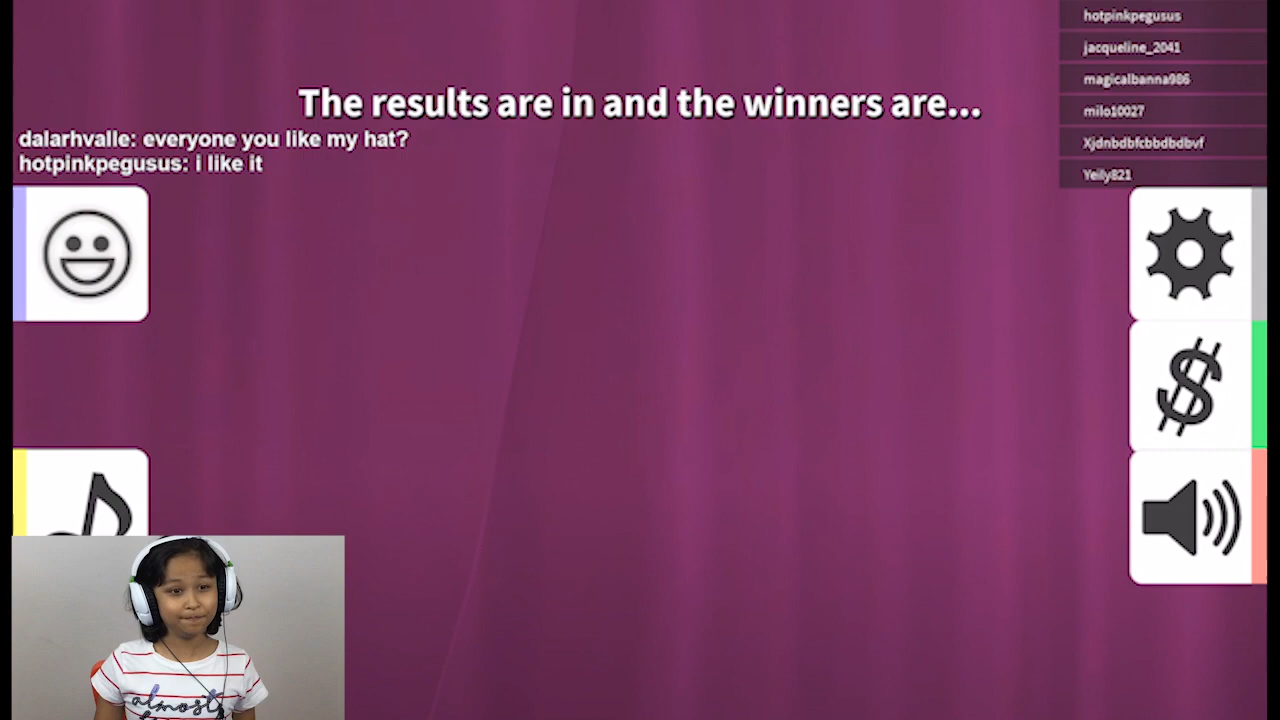 hotpinkpegusus
jacqueline_2041
magicalbanna986
milo10027
Xjdnbdbfcbbdbdbvf
Yeily821
The results are in and the winners are...
dalarhvalle: everyone you like my hat?
hotpinkpegusus: i like it
almost